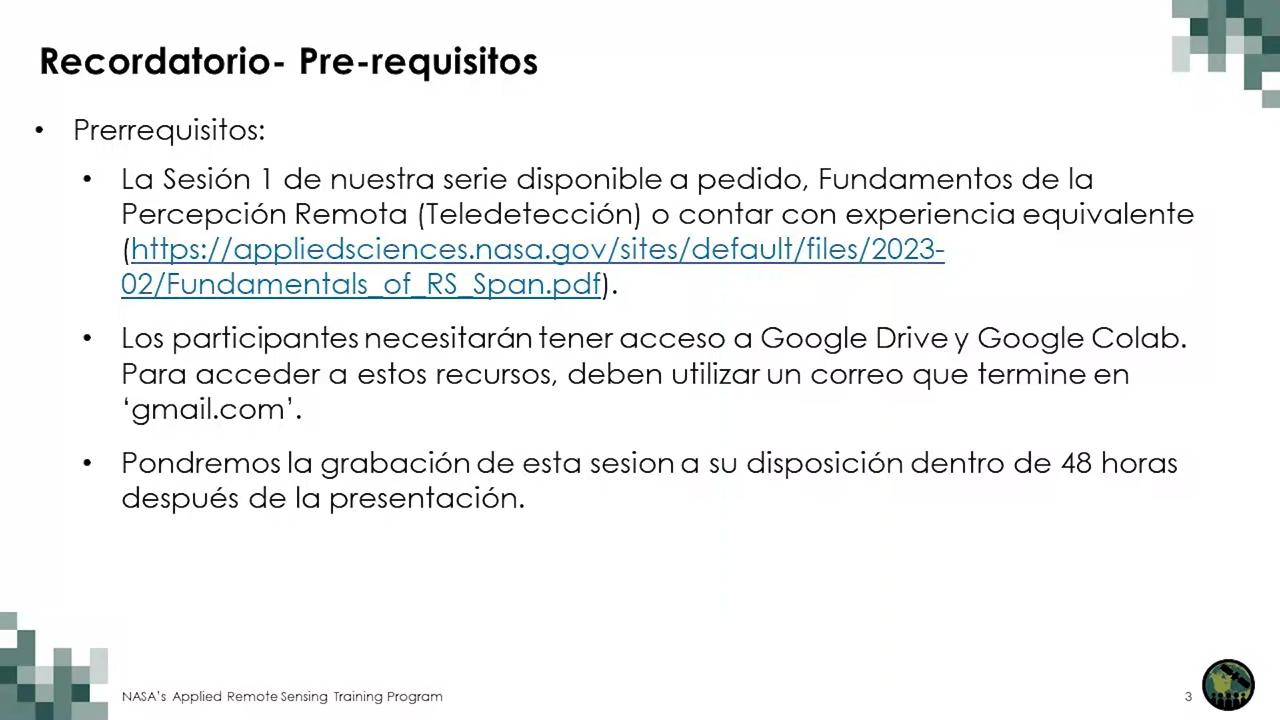 Recordatorio- Pre-requisitos
• Prerrequisitos:
• La Sesión 1 de nuestra serie disponible a pedido, Fundamentos de la
Percepción Remota (Teledetección) o contar con experiencia equivalente
(https://appliedsciences.nasa.gov/sites/default/files/2023-
02/Fundamentals_of_RS_Span.pdf).
• Los participantes necesitarán tener acceso a Google Drive y Google Colab.
Para acceder a estos recursos, deben utilizar un correo que termine en
‘gmail.com’.
• Pondremos la grabación de esta sesion a su disposición dentro de 48 horas
después de la presentación.
NASA’s Applied Remote Sensing Training Program
3